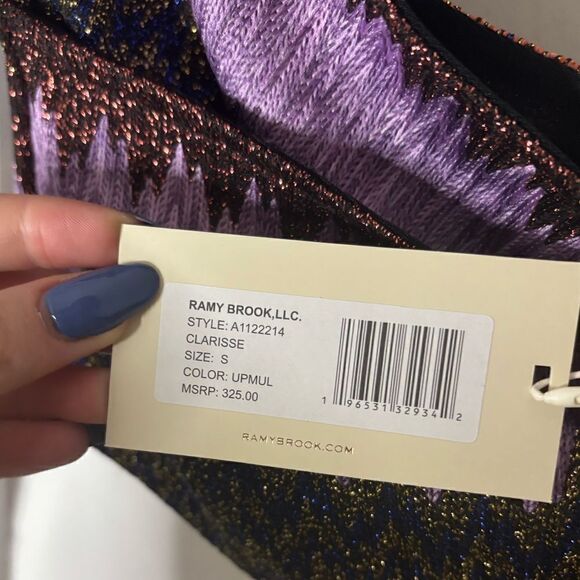 RAMY BROOK,LLC.
STYLE: A1122214
CLARISSE
SIZE: S
COLOR: UPMUL
MSRP: 325.00
1 96531 32934 2
RAMYBROOK.COM